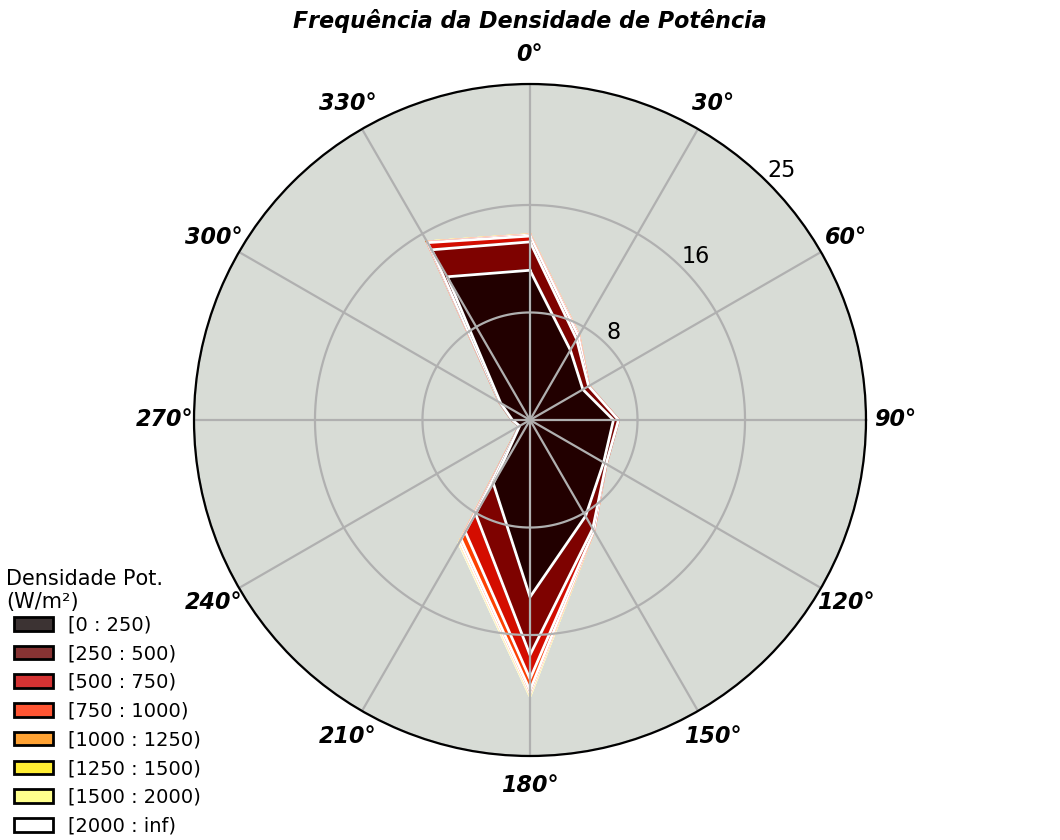 Frequência da Densidade de Potência
0°
330°
30°
25
300°
60°
16
8
270°
90°
240°
120°
210°
150°
180°
Densidade Pot.
(W/m²)
[0 : 250)
[250 : 500)
[500 : 750)
[750 : 1000)
[1000 : 1250)
[1250 : 1500)
[1500 : 2000)
[2000 : inf)